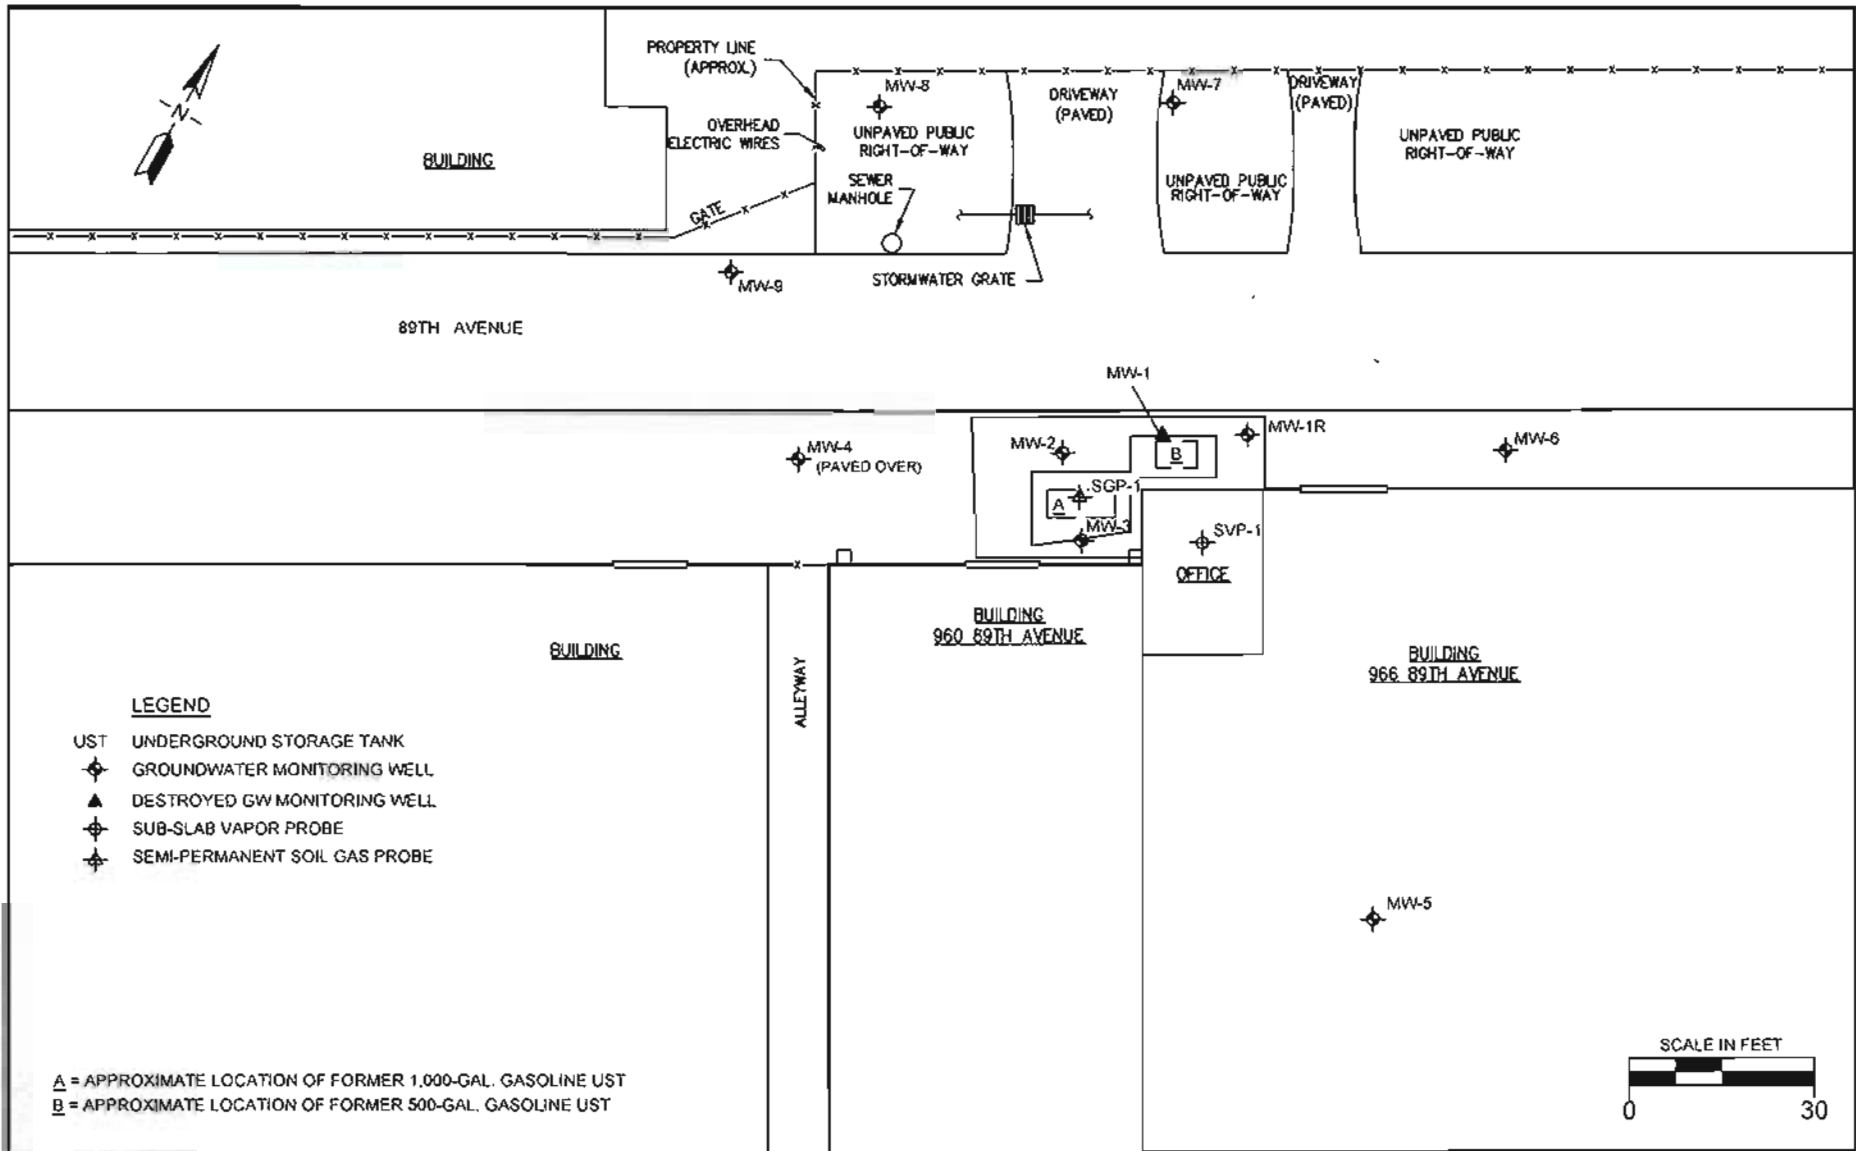 PROPERTY LINE
(APPROX.)
N
MW-8
DRIVEWAY
(PAVED)
MW-7
DRIVEWAY
(PAVED)
OVERHEAD
ELECTRIC WIRES
UNPAVED PUBLIC
RIGHT-OF-WAY
UNPAVED PUBLIC
RIGHT-OF-WAY
BUILDING
SEWER
MANHOLE
UNPAVED PUBLIC
RIGHT-OF-WAY
GATE
MW-9
STORMWATER GRATE
89TH AVENUE
MW-1
MW-4
(PAVED OVER)
MW-2
B
MW-1R
MW-6
SGP-1
A
MW-3
SVP-1
OFFICE
BUILDING
BUILDING
960 89TH AVENUE
BUILDING
966 89TH AVENUE
ALLEYWAY
LEGEND
UST UNDERGROUND STORAGE TANK
GROUNDWATER MONITORING WELL
DESTROYED GW MONITORING WELL
SUB-SLAB VAPOR PROBE
SEMI-PERMANENT SOIL GAS PROBE
MW-5
A = APPROXIMATE LOCATION OF FORMER 1,000-GAL. GASOLINE UST
B = APPROXIMATE LOCATION OF FORMER 500-GAL. GASOLINE UST
SCALE IN FEET
0 30